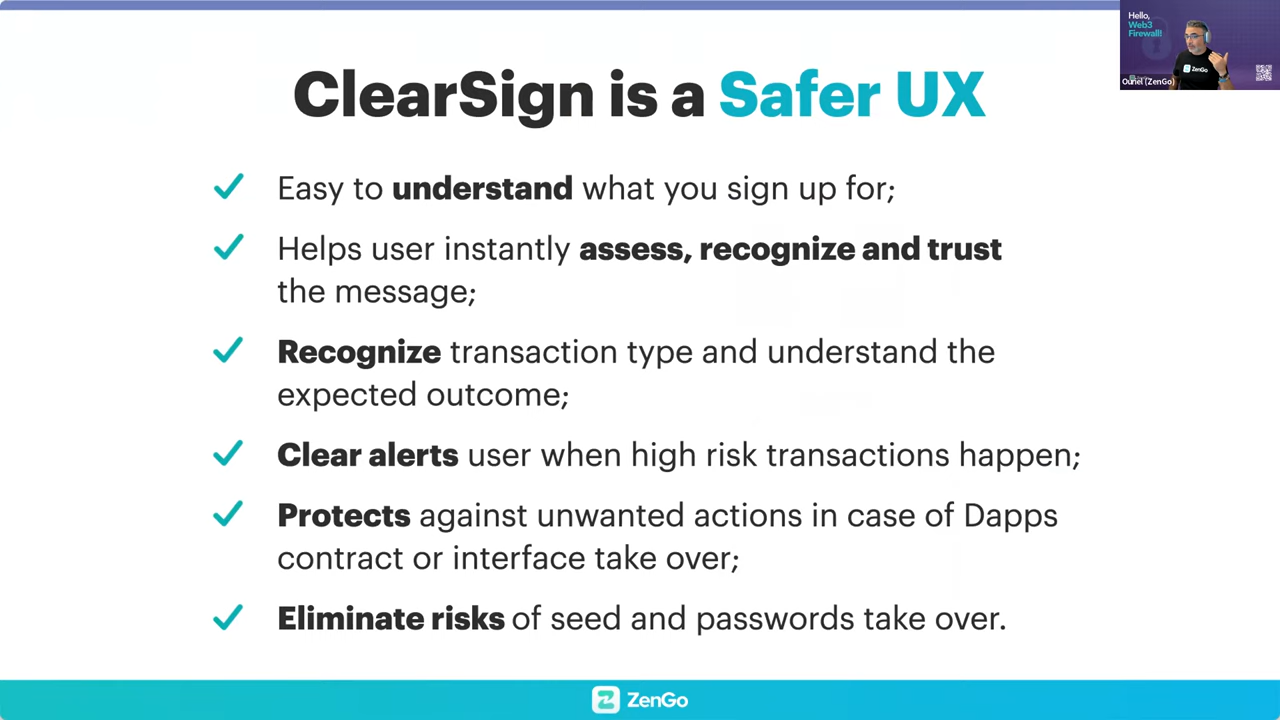 ClearSign is a Safer UX
Easy to understand what you sign up for;
Helps user instantly assess, recognize and trust
the message;
Recognize transaction type and understand the
expected outcome;
Clear alerts user when high risk transactions happen;
Protects against unwanted actions in case of Dapps
contract or interface take over;
Eliminate risks of seed and passwords take over.
ZenGo
Hello,
Web3
Firewall!
ZenGo
(ZenGo)